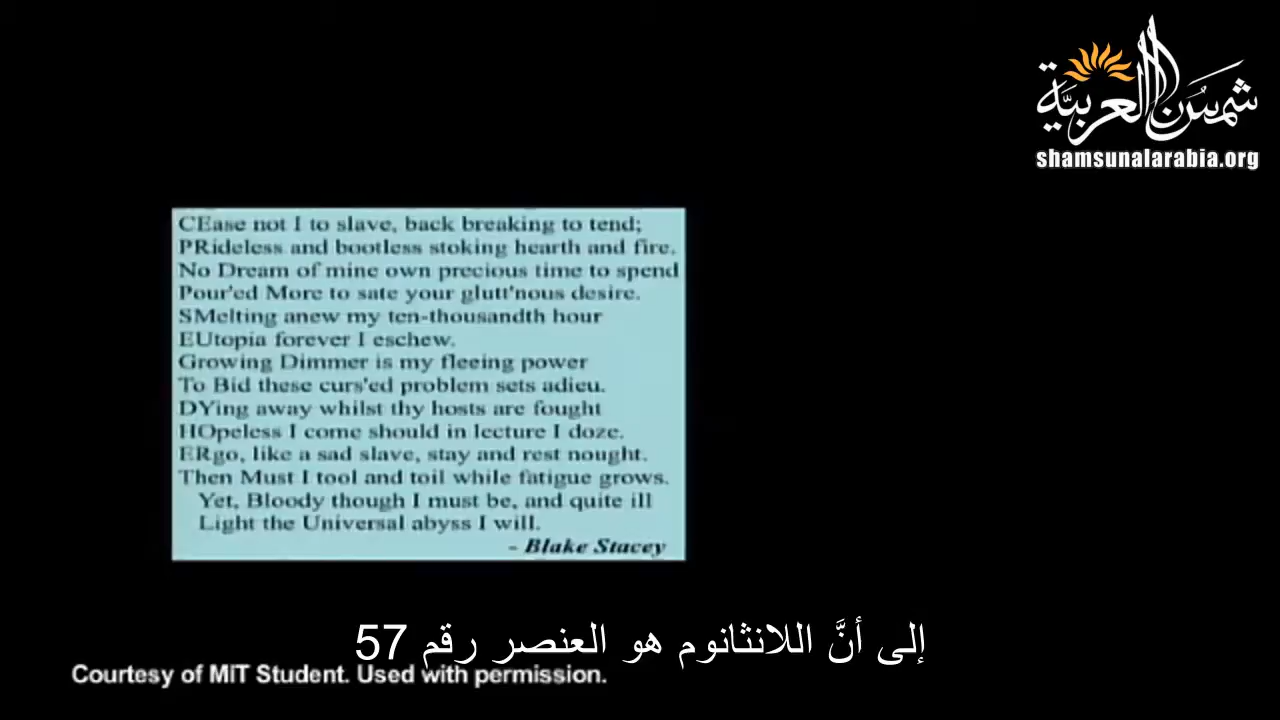 شمس العربية
shamsunalarabia.org
CEase not I to slave, back breaking to tend;
PRideless and bootless stoking hearth and fire.
No Dream of mine own precious time to spend
Pour'ed More to sate your glutt'nous desire.
SMelting anew my ten-thousandth hour
EUtopia forever I eschew.
Growing Dimmer is my fleeing power
To Bid these curs'ed problem sets adieu.
DYing away whilst thy hosts are fought
HOpeless I come should in lecture I doze.
ERgo, like a sad slave, stay and rest nought.
Then Must I tool and toil while fatigue grows.
Yet, Bloody though I must be, and quite ill
Light the Universal abyss I will.
- Blake Stacey
إلى أنَّ اللانثانوم هو العنصر رقم 57
Courtesy of MIT Student. Used with permission.